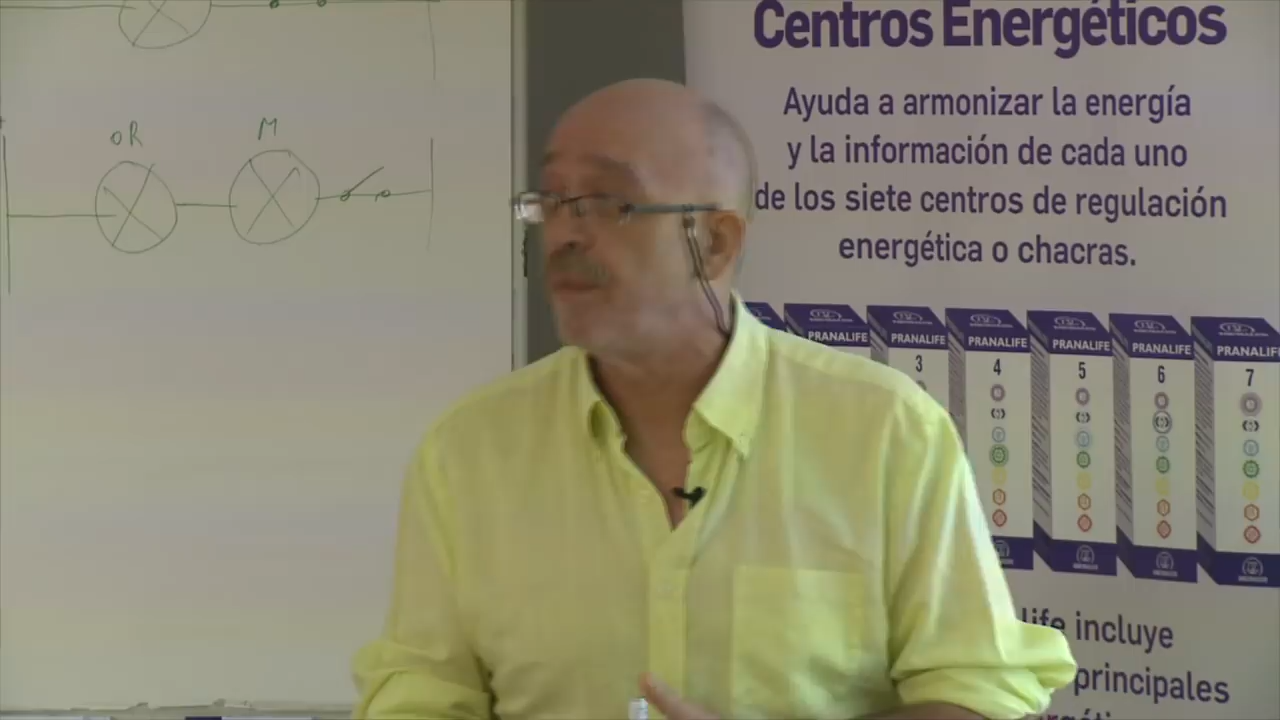 Centros Energéticos
Ayuda a armonizar la energía
y la información de cada uno
de los siete centros de regulación
energética o chacras.
OR
M
PRANALIFE
PRANALIFE
PRANALIFE
PRANALIFE
PRANALIFE
PRANALIFE
3
4
5
6
7
life incluye
principales